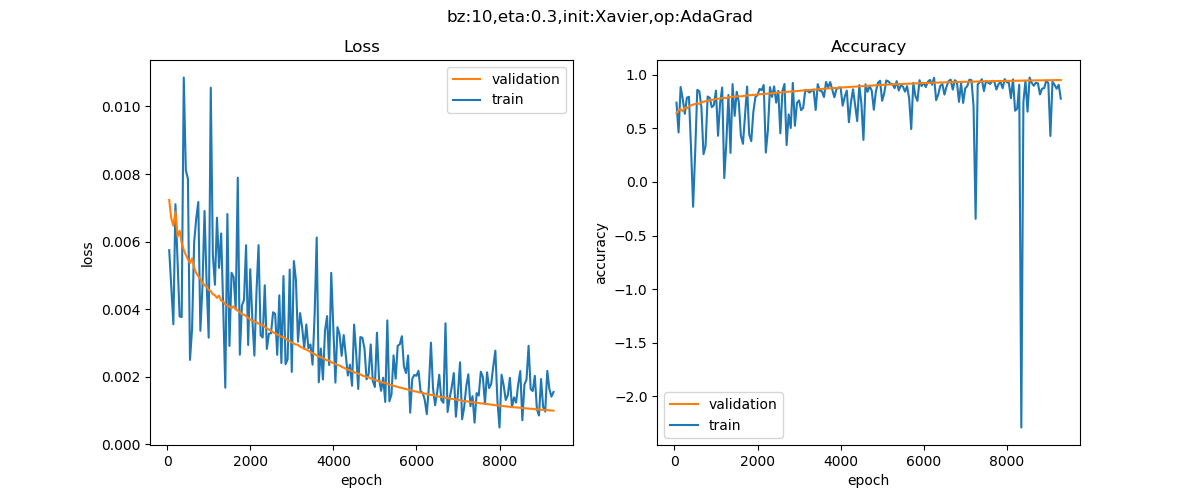 bz:10,eta:0.3,init:Xavier,op:AdaGrad
Loss
validation
train
0.010
0.008
0.006
0.004
0.002
0.000
loss
0
2000
4000
6000
8000
epoch
Accuracy
1.0
0.5
0.0
−0.5
−1.0
−1.5
−2.0
accuracy
validation
train
0
2000
4000
6000
8000
epoch